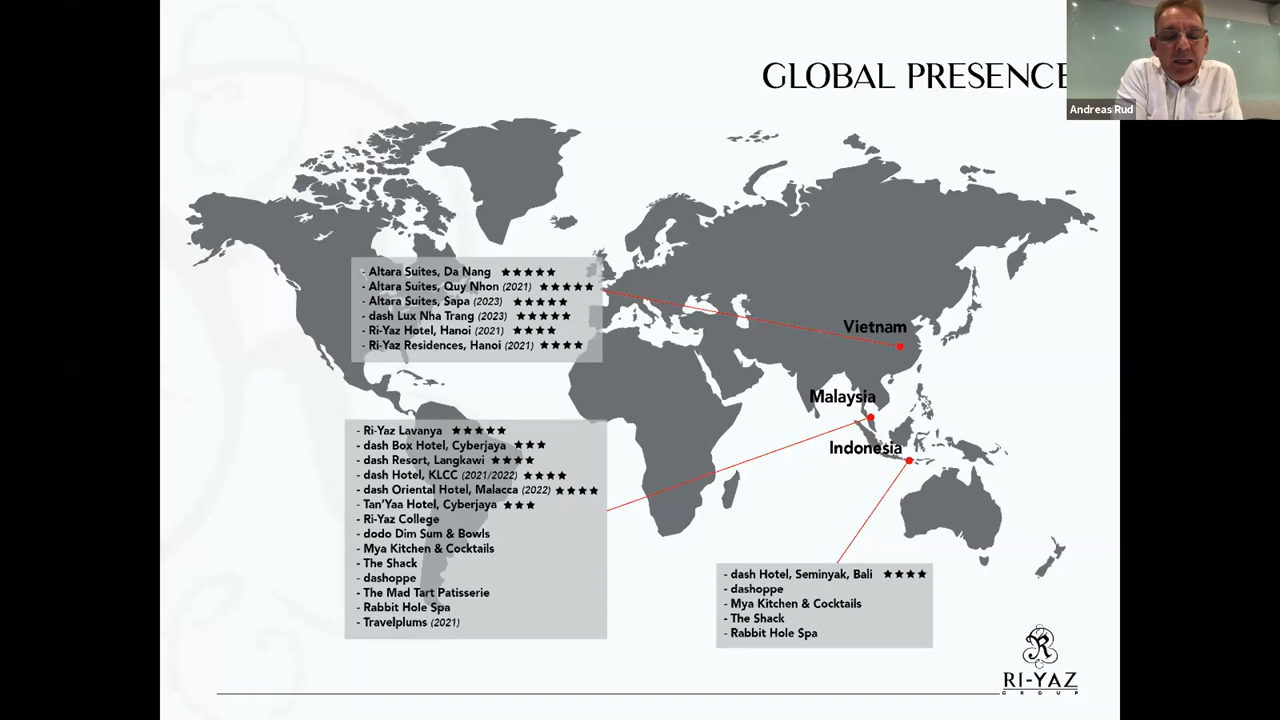 GLOBAL PRESENCE
Andreas Rud
- Altara Suites, Da Nang ★★★★★
- Altara Suites, Quy Nhon (2021) ★★★★★
- Altara Suites, Sapa (2023) ★★★★★
- dash Lux Nha Trang (2023) ★★★★★
- Ri-Yaz Hotel, Hanoi (2021) ★★★★
- Ri-Yaz Residences, Hanoi (2021) ★★★★
Vietnam
Malaysia
Indonesia
- Ri-Yaz Lavanya ★★★★★
- dash Box Hotel, Cyberjaya ★★★
- dash Resort, Langkawi ★★★★
- dash Hotel, KLCC (2021/2022) ★★★★
- dash Oriental Hotel, Malacca (2022) ★★★★
- Tan'Yaa Hotel, Cyberjaya ★★★
- Ri-Yaz College
- dodo Dim Sum & Bowls
- Mya Kitchen & Cocktails
- The Shack
- dashoppe
- The Mad Tart Patisserie
- Rabbit Hole Spa
- Travelplums (2021)
- dash Hotel, Seminyak, Bali ★★★★
- dashoppe
- Mya Kitchen & Cocktails
- The Shack
- Rabbit Hole Spa
RI-YAZ
GROUP